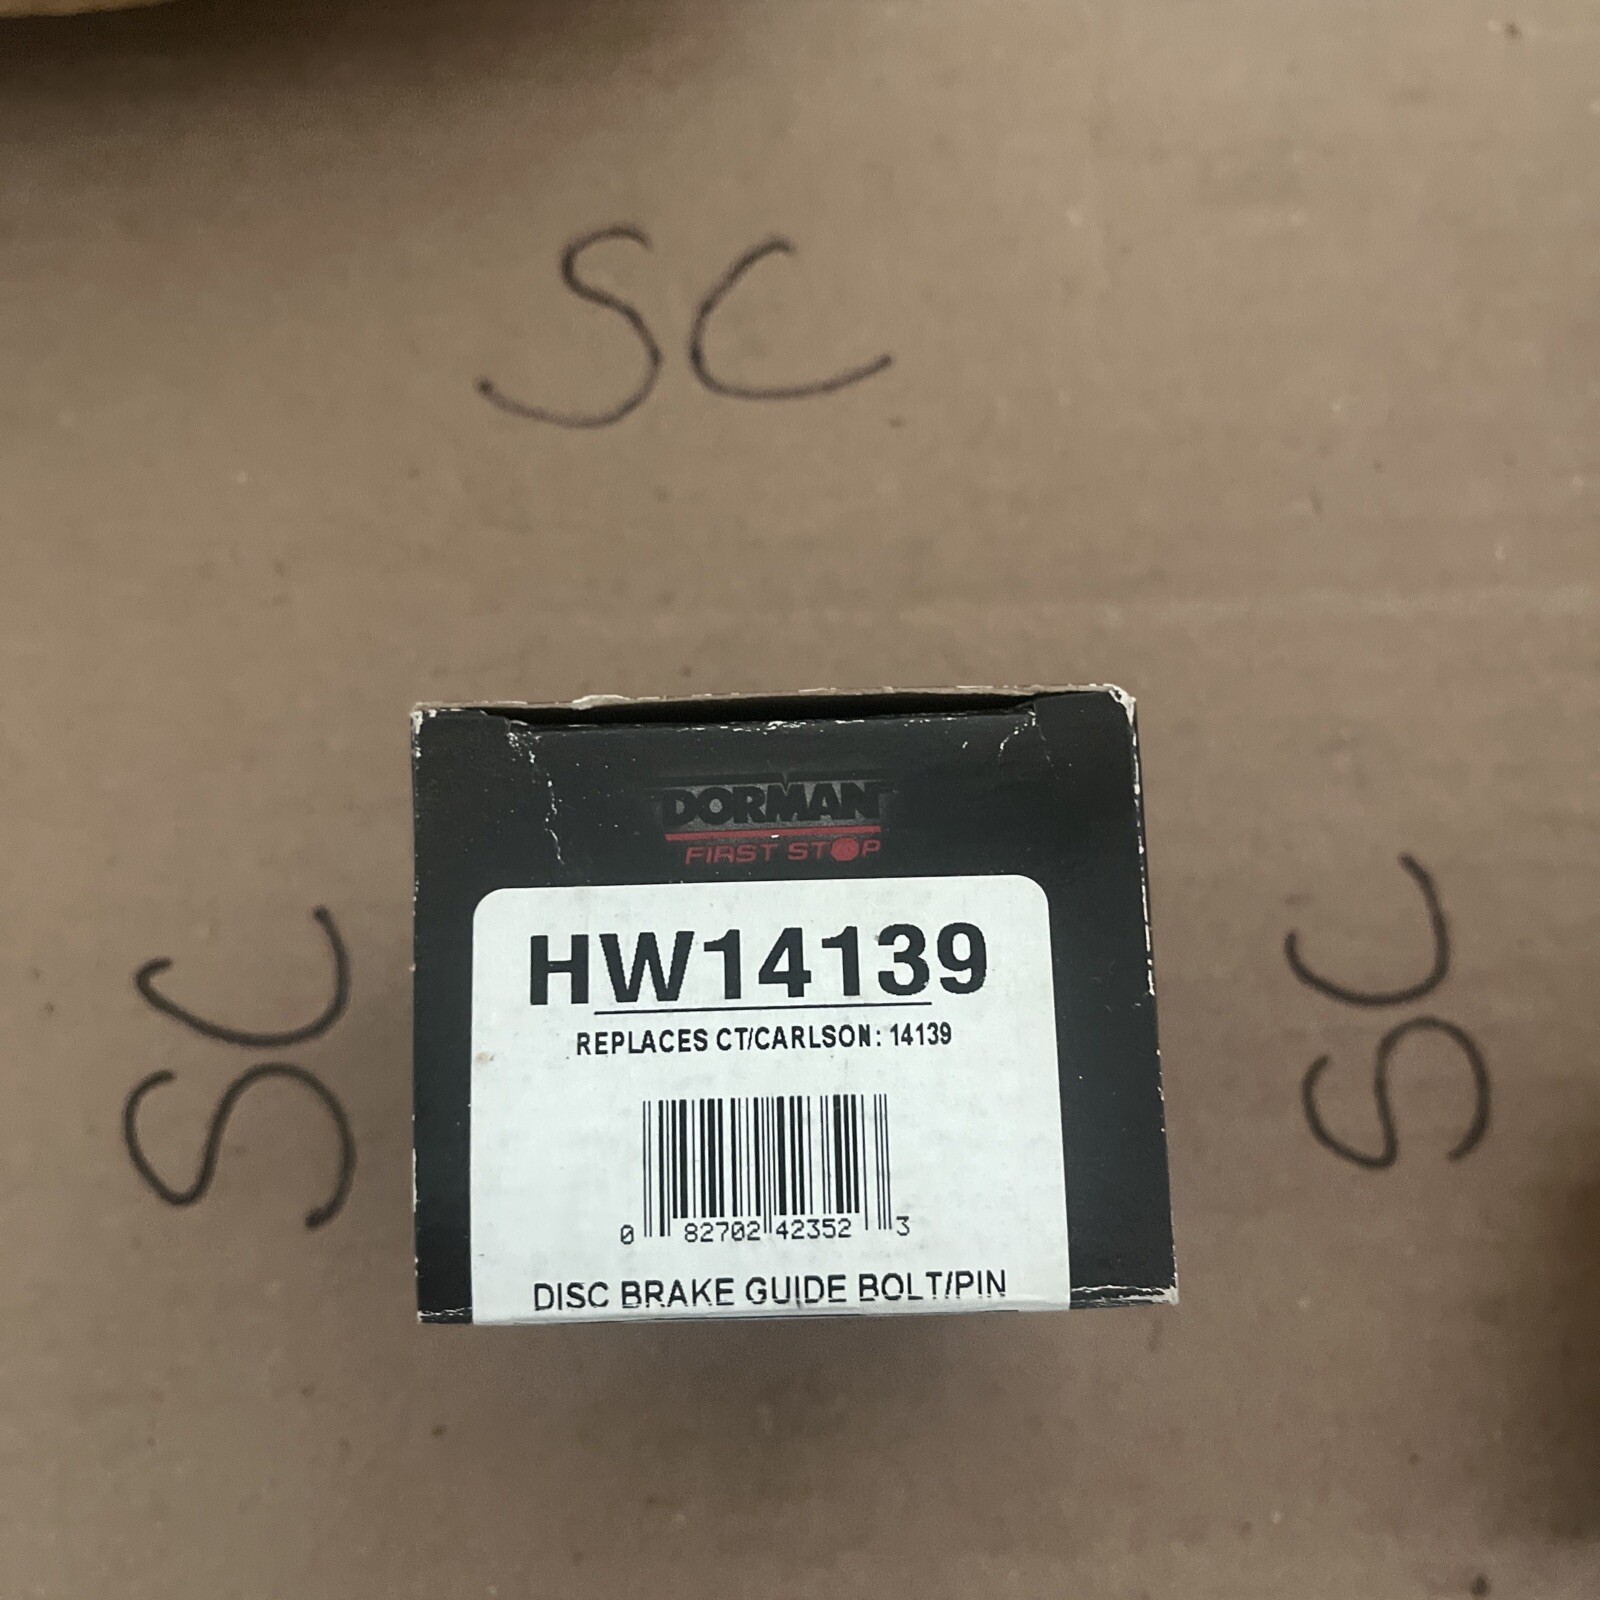 SC
DORMAN
FIRST STOP
HW14139
REPLACES CT/CARLSON: 14139
0 82702 42352 3
DISC BRAKE GUIDE BOLT/PIN
SC
SC